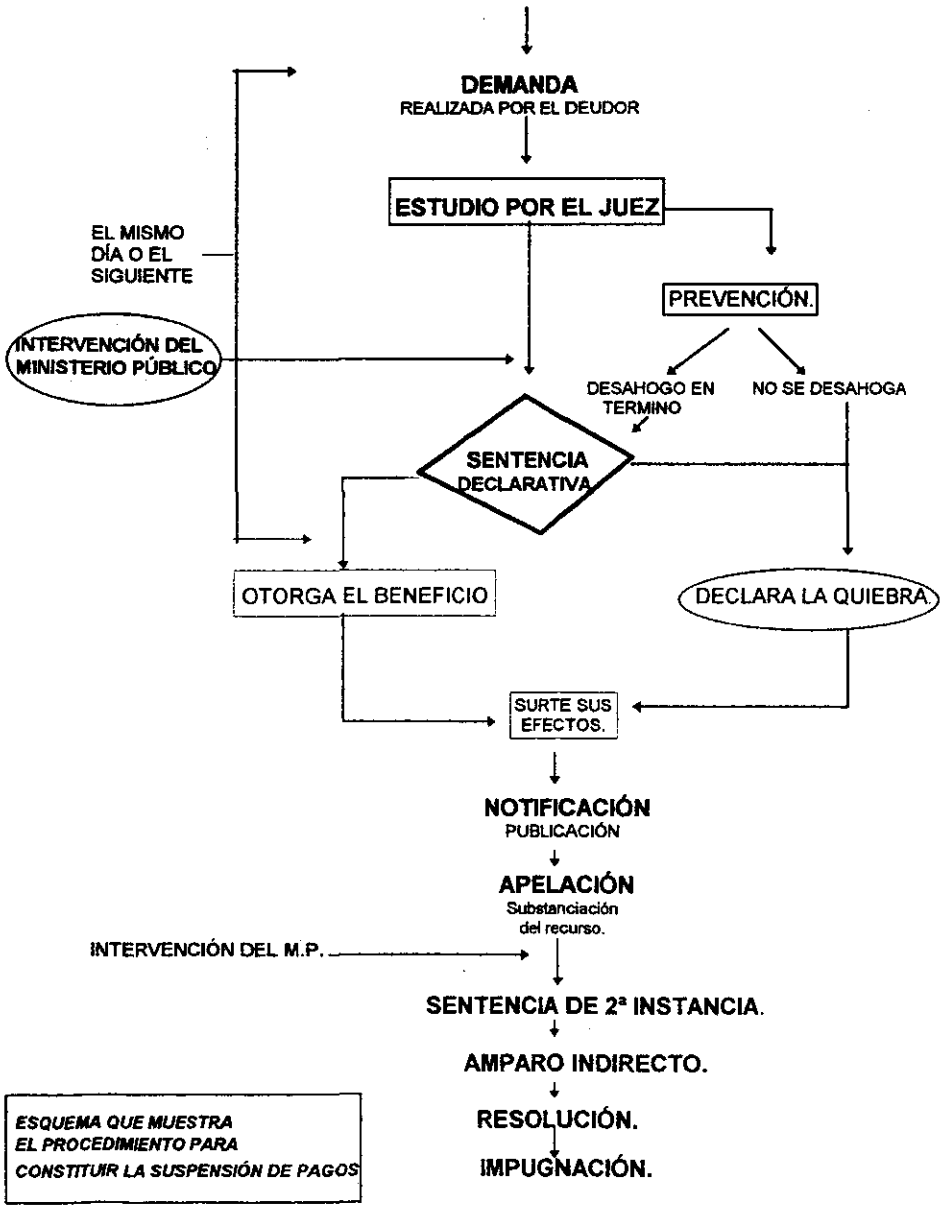 DEMANDA
REALIZADA POR EL DEUDOR
ESTUDIO POR EL JUEZ
EL MISMO
DÍA O EL
SIGUIENTE
PREVENCIÓN.
INTERVENCIÓN DEL
MINISTERIO PÚBLICO
DESAHOGO EN
TERMINO
NO SE DESAHOGA
SENTENCIA
DECLARATIVA
OTORGA EL BENEFICIO
DECLARA LA QUIEBRA.
SURTE SUS
EFECTOS.
NOTIFICACIÓN
PUBLICACIÓN
APELACIÓN
Substanciación
del recurso.
INTERVENCIÓN DEL M.P.
SENTENCIA DE 2ª INSTANCIA.
AMPARO INDIRECTO.
RESOLUCIÓN.
IMPUGNACIÓN.
ESQUEMA QUE MUESTRA
EL PROCEDIMIENTO PARA
CONSTITUIR LA SUSPENSIÓN DE PAGOS